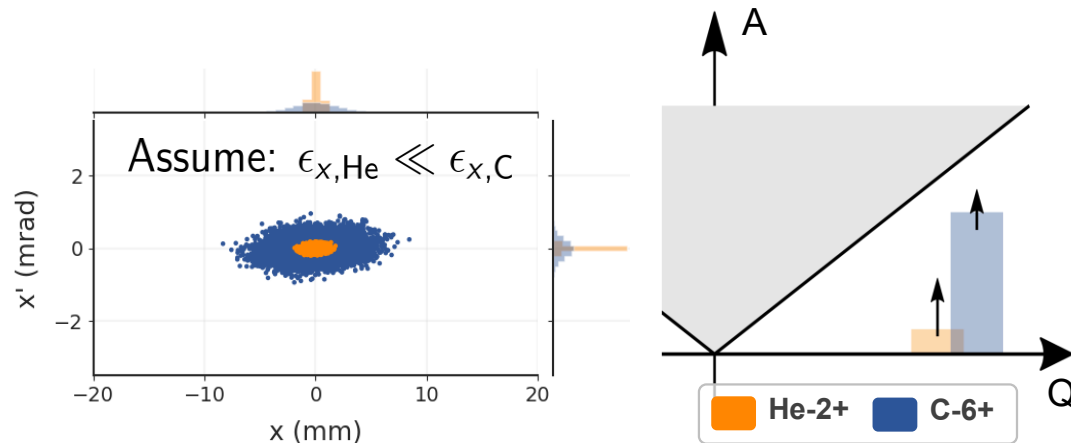 A
Assume: ϵx,He ≪ ϵx,C
x' (mrad)
2
0
−2
−20
−10
0
10
20
x (mm)
Q
He-2+
C-6+